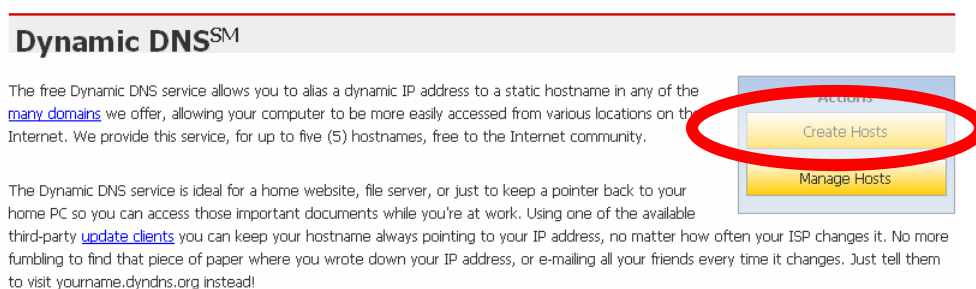 Dynamic DNS℠
The free Dynamic DNS service allows you to alias a dynamic IP address to a static hostname in any of the
many domains we offer, allowing your computer to be more easily accessed from various locations on the
Internet. We provide this service, for up to five (5) hostnames, free to the Internet community.
Actions
Create Hosts
Manage Hosts
The Dynamic DNS service is ideal for a home website, file server, or just to keep a pointer back to your
home PC so you can access those important documents while you're at work. Using one of the available
third-party update clients you can keep your hostname always pointing to your IP address, no matter how often your ISP changes it. No more
fumbling to find that piece of paper where you wrote down your IP address, or e-mailing all your friends every time it changes. Just tell them
to visit yourname.dyndns.org instead!